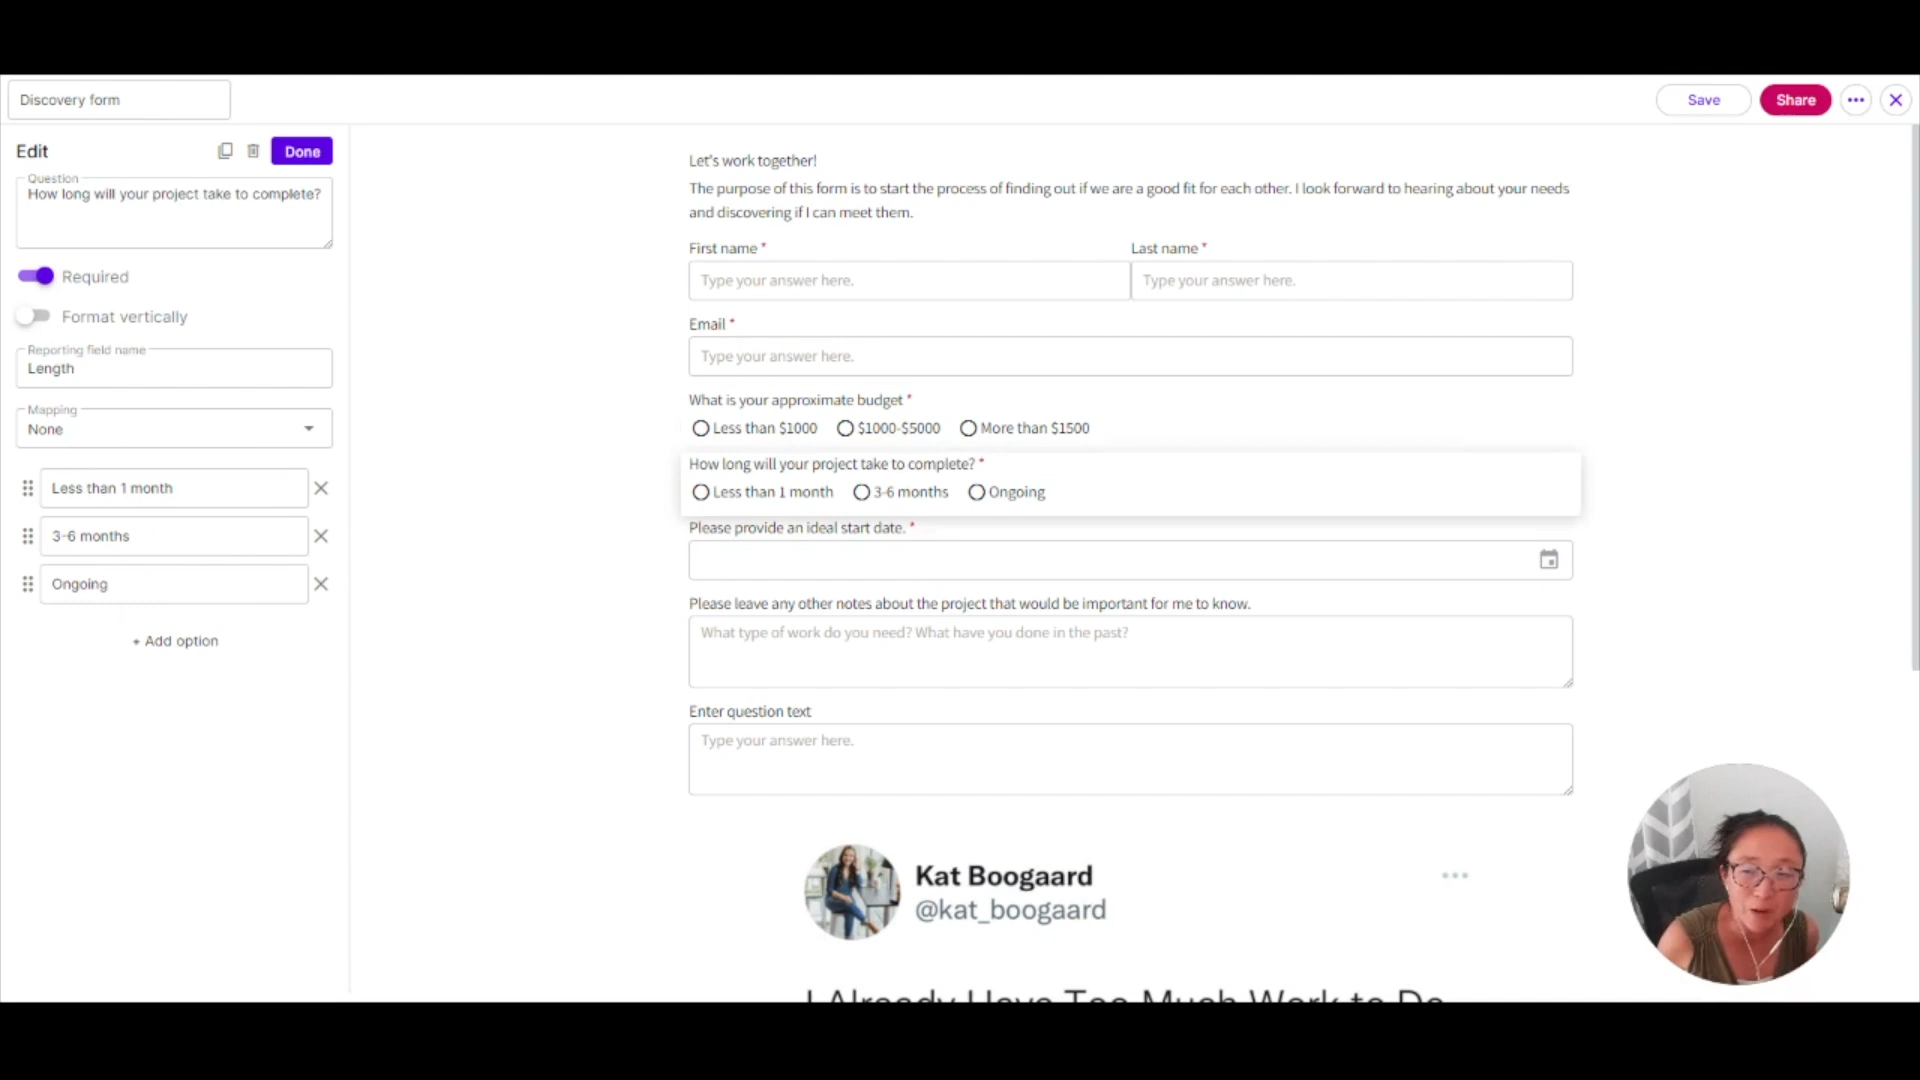 Discovery form
Save
Share
Edit
Done
Question
How long will your project take to complete?
Required
Format vertically
Reporting field name
Length
Mapping
None
Less than 1 month
3-6 months
Ongoing
+ Add option
Let's work together!
The purpose of this form is to start the process of finding out if we are a good fit for each other. I look forward to hearing about your needs
and discovering if I can meet them.
First name *
Last name *
Type your answer here.
Type your answer here.
Email *
Type your answer here.
What is your approximate budget *
Less than $1000
$1000-$5000
More than $1500
How long will your project take to complete? *
Less than 1 month
3-6 months
Ongoing
Please provide an ideal start date. *
Please leave any other notes about the project that would be important for me to know.
What type of work do you need? What have you done in the past?
Enter question text
Type your answer here.
Kat Boogaard
@kat_boogaard
I Already Have Too Much Work to Do